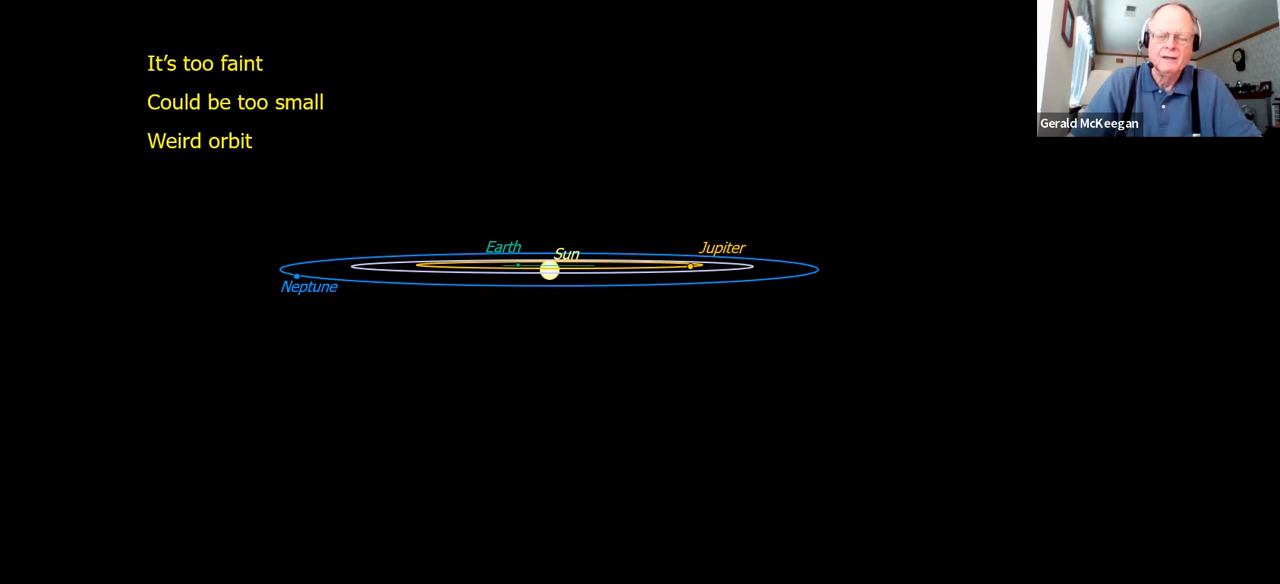 It's too faint
Could be too small
Weird orbit
Gerald McKeegan
Earth
Sun
Jupiter
Neptune